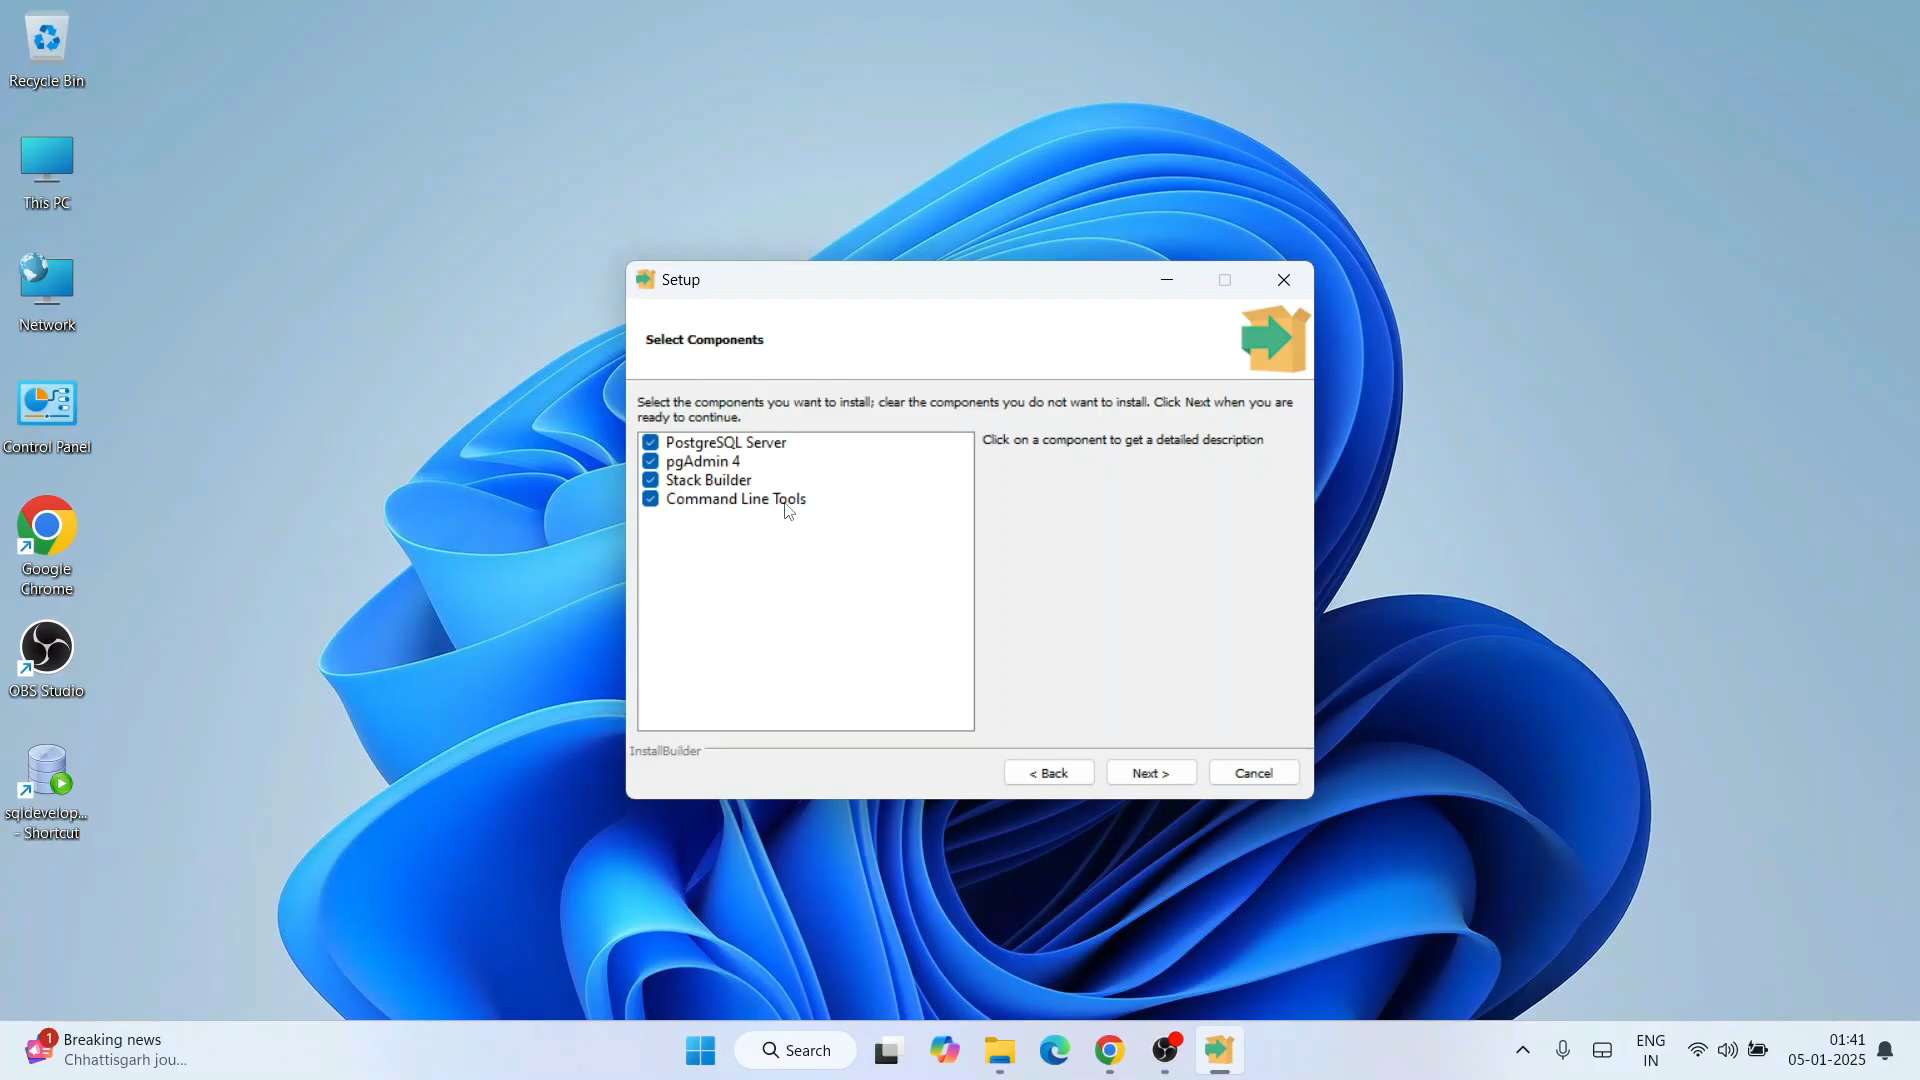 Recycle Bin
This PC
Network
Control Panel
Google
Chrome
OBS Studio
sqldevelop...
- Shortcut
Setup
Select Components
Select the components you want to install; clear the components you do not want to install. Click Next when you are
ready to continue.
PostgreSQL Server
pgAdmin 4
Stack Builder
Command Line Tools
Click on a component to get a detailed description
InstallBuilder
< Back
Next >
Cancel
1
Breaking news
Chhattisgarh jou...
Search
ENG
IN
01:41
05-01-2025